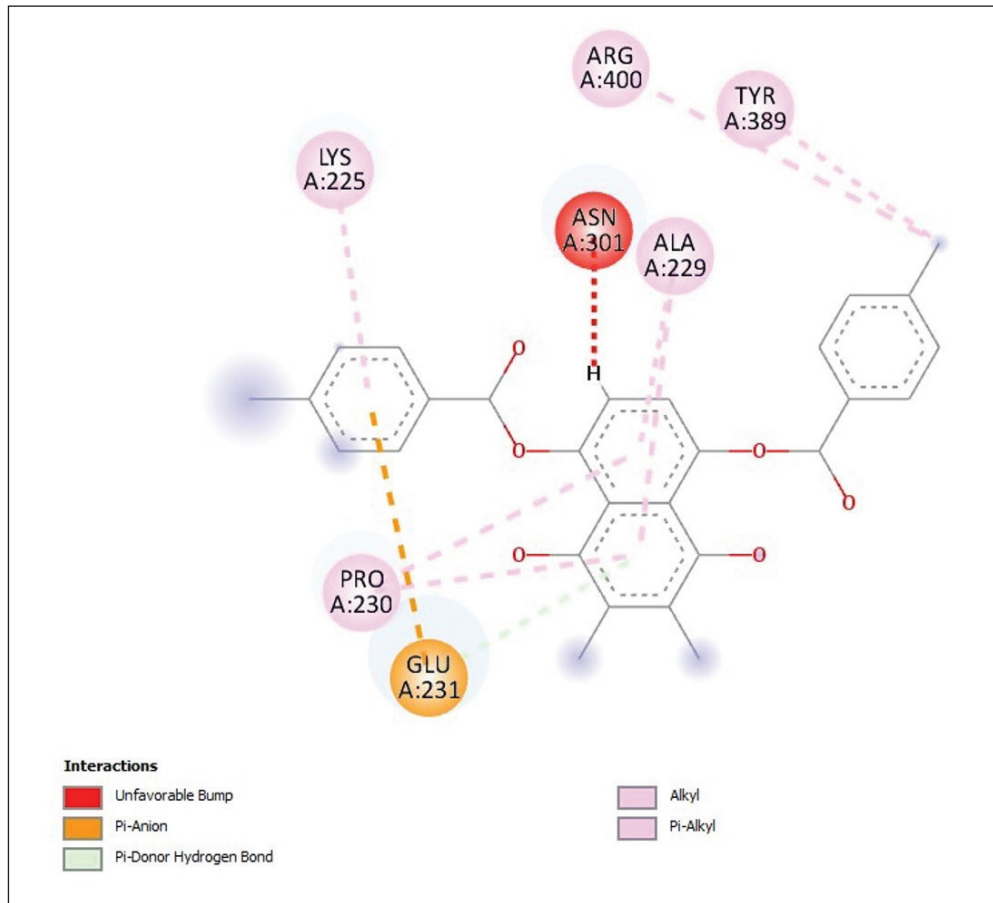 ARG
A:400
TYR
A:389
LYS
A:225
ASN
A:301
ALA
A:229
O
H
O
O
O
O
O
PRO
A:230
GLU
A:231
Interactions
Unfavorable Bump
Pi-Anion
Pi-Donor Hydrogen Bond
Alkyl
Pi-Alkyl